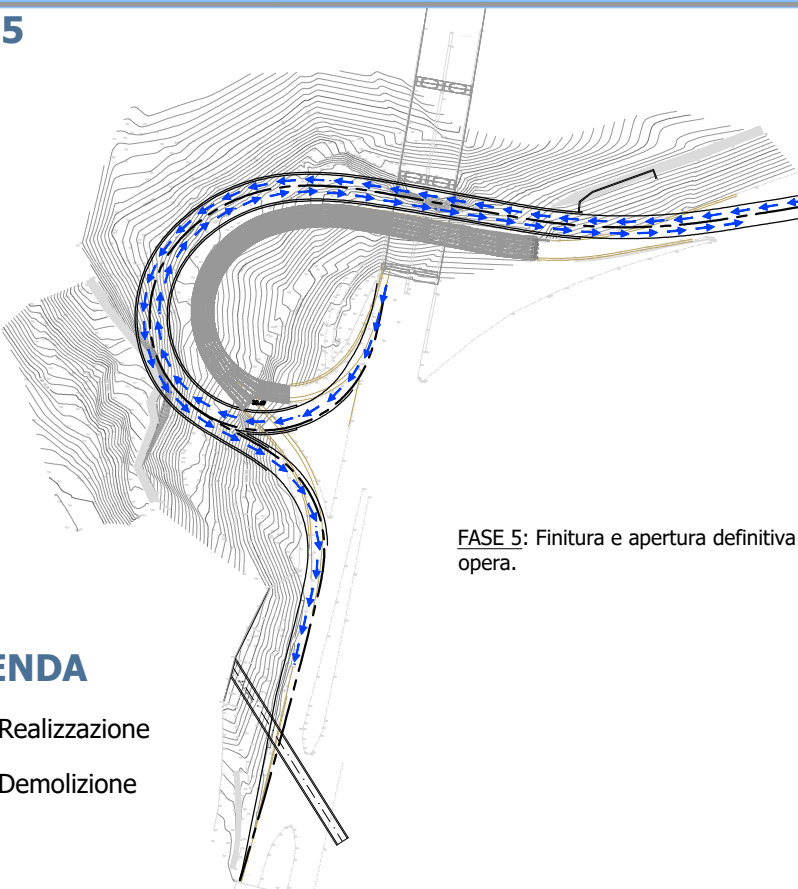 5
FASE 5: Finitura e apertura definitiva
opera.
ENDA
Realizzazione
Demolizione